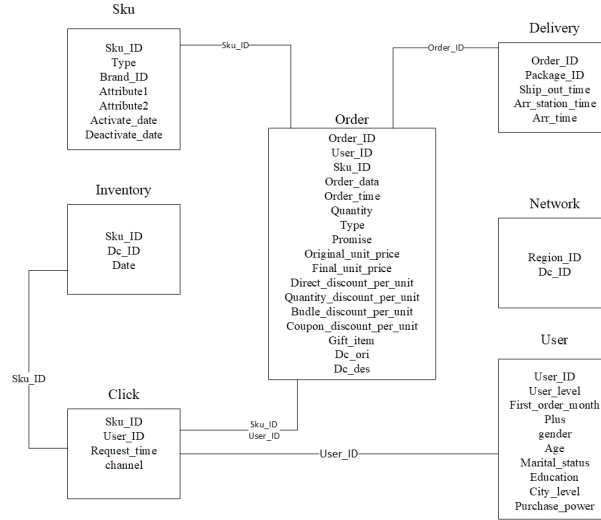 Sku
Sku_ID
Type
Brand_ID
Attribute1
Attribute2
Activate_date
Deactivate_date
Sku_ID
Order_ID
Delivery
Order_ID
Package_ID
Ship_out_time
Arr_station_time
Arr_time
Order
Order_ID
User_ID
Sku_ID
Order_data
Order_time
Quantity
Type
Promise
Original_unit_price
Final_unit_price
Direct_discount_per_unit
Quantity_discount_per_unit
Budle_discount_per_unit
Coupon_discount_per_unit
Gift_item
Dc_ori
Dc_des
Inventory
Sku_ID
Dc_ID
Date
Network
Region_ID
Dc_ID
Sku_ID
Click
Sku_ID
User_ID
Request_time
channel
Sku_ID
User_ID
User_ID
User
User_ID
User_level
First_order_month
Plus
gender
Age
Marital_status
Education
City_level
Purchase_power